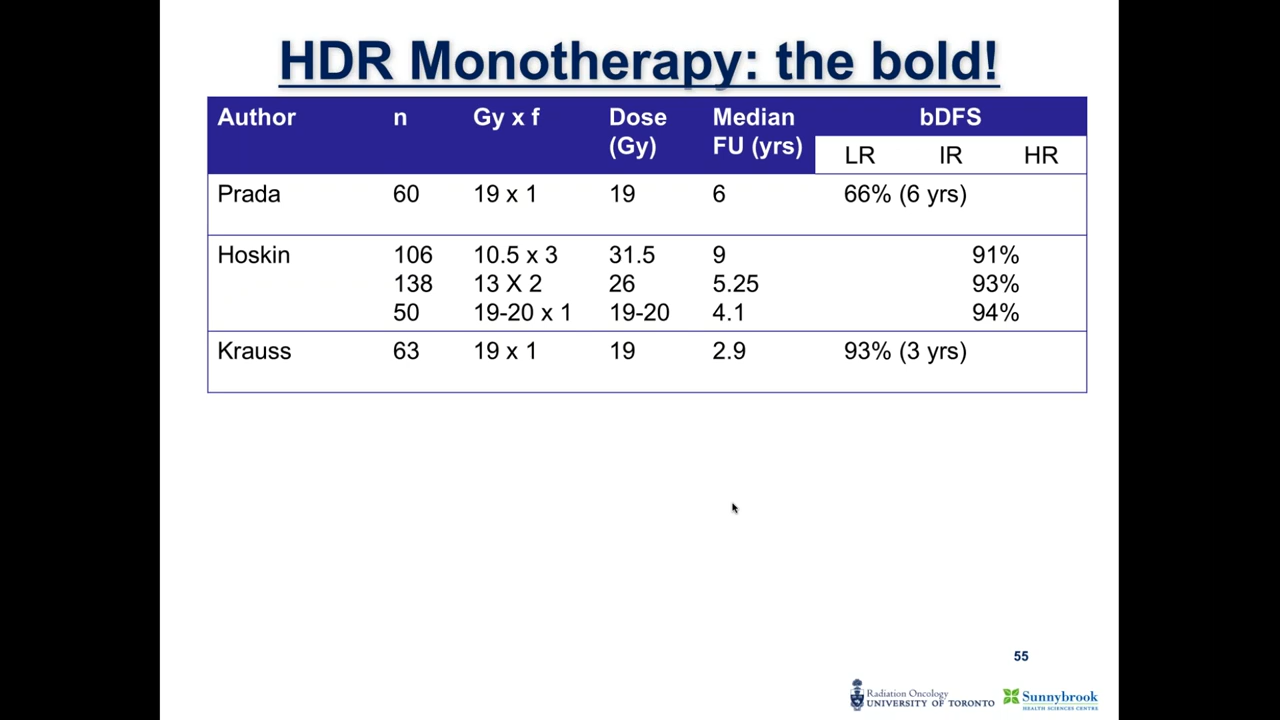 HDR Monotherapy: the bold!
Author n Gy x f Dose (Gy) Median FU (yrs) bDFS
LR IR HR
Prada 60 19 x 1 19 6 66% (6 yrs)
Hoskin 106 10.5 x 3 31.5 9 91%
138 13 X 2 26 5.25 93%
50 19-20 x 1 19-20 4.1 94%
Krauss 63 19 x 1 19 2.9 93% (3 yrs)
55
Radiation Oncology
UNIVERSITY OF TORONTO
Sunnybrook
HEALTH SCIENCES CENTRE